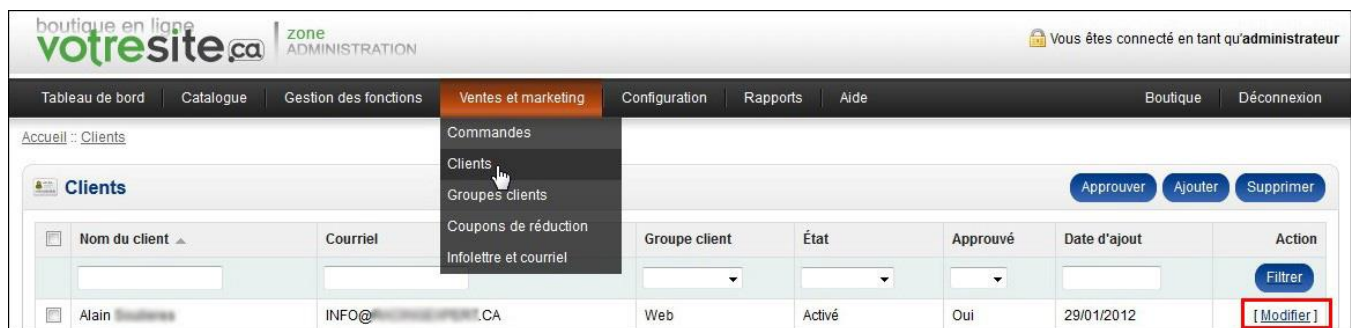 boutique en ligne
votresite.ca zone ADMINISTRATION
Vous êtes connecté en tant qu'administrateur
Tableau de bord Catalogue Gestion des fonctions Ventes et marketing Configuration Rapports Aide Boutique Déconnexion
Accueil :: Clients
Commandes
Clients
Groupes clients
Coupons de réduction
Infolettre et courriel
Clients Approuver Ajouter Supprimer
Nom du client Courriel Groupe client État Approuvé Date d'ajout Action
Filtrer
Alain INFO@ .CA Web Activé Oui 29/01/2012 [ Modifier ]